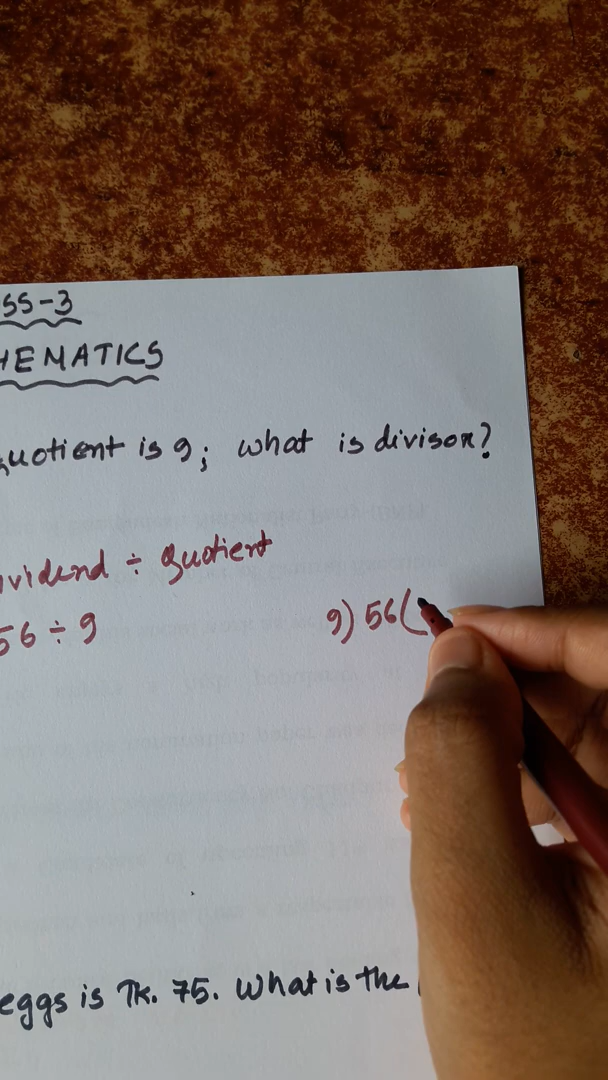 SS-3
HEMATICS
quotient is 9; what is divisor?
vidend ÷ quotient
56 ÷ 9
9) 56 (
eggs is Tk. 75. What is the